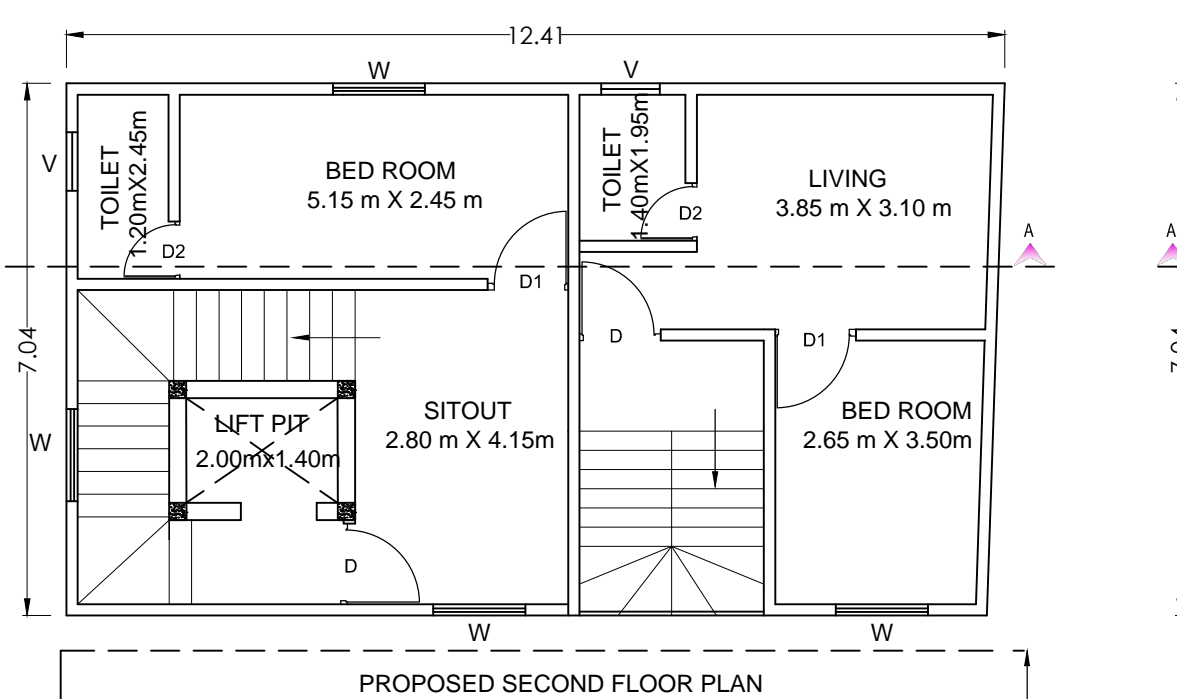 12.41
W
V
V
TOILET
1.20mX2.45m
BED ROOM
5.15 m X 2.45 m
TOILET
1.40mX1.95m
LIVING
3.85 m X 3.10 m
D2
D2
A
A
D1
D
D1
7.04
LIFT PIT
2.00mx1.40m
SITOUT
2.80 m X 4.15m
BED ROOM
2.65 m X 3.50m
W
D
W
W
PROPOSED SECOND FLOOR PLAN